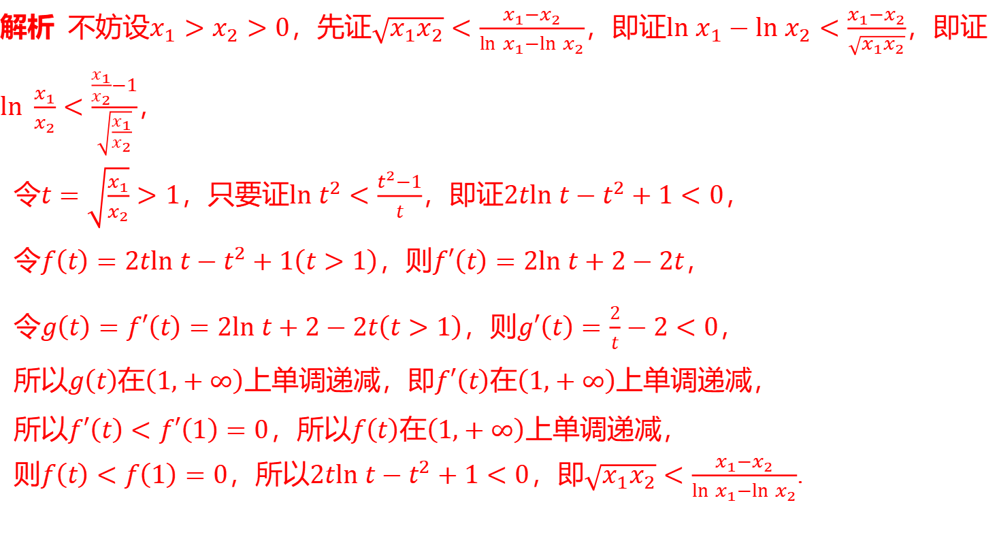 解析 不妨设$x_1 > x_2 > 0$，先证$\sqrt{x_1x_2} < \frac{x_1-x_2}{\ln x_1-\ln x_2}$，即证$\ln x_1 - \ln x_2 < \frac{x_1-x_2}{\sqrt{x_1x_2}}$，即证
$\ln \frac{x_1}{x_2} < \frac{\frac{x_1}{x_2}-1}{\sqrt{\frac{x_1}{x_2}}}$，
令$t = \sqrt{\frac{x_1}{x_2}} > 1$，只要证$\ln t^2 < \frac{t^2-1}{t}$，即证$2t\ln t - t^2 + 1 < 0$，
令$f(t) = 2t\ln t - t^2 + 1(t > 1)$，则$f'(t) = 2\ln t + 2 - 2t$，
令$g(t) = f'(t) = 2\ln t + 2 - 2t(t > 1)$，则$g'(t) = \frac{2}{t} - 2 < 0$，
所以$g(t)$在$(1, + \infty)$上单调递减，即$f'(t)$在$(1, + \infty)$上单调递减，
所以$f'(t) < f'(1) = 0$，所以$f(t)$在$(1, + \infty)$上单调递减，
则$f(t) < f(1) = 0$，所以$2t\ln t - t^2 + 1 < 0$，即$\sqrt{x_1x_2} < \frac{x_1-x_2}{\ln x_1-\ln x_2}$.